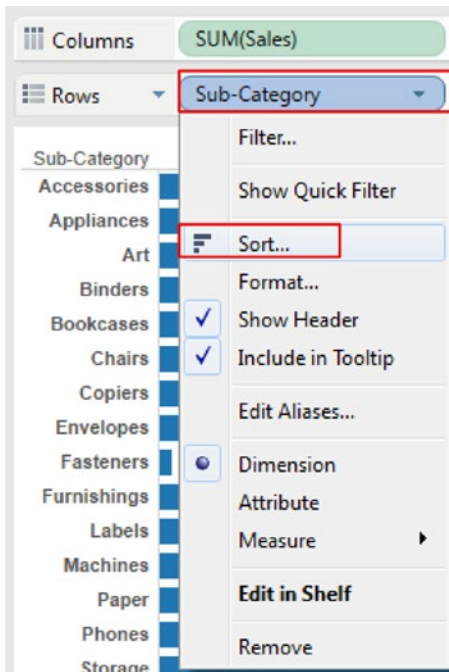 Columns
SUM(Sales)
Rows
Sub-Category
Sub-Category
Accessories
Appliances
Art
Binders
Bookcases
Chairs
Copiers
Envelopes
Fasteners
Furnishings
Labels
Machines
Paper
Phones
Storage
Filter...
Show Quick Filter
Sort...
Format...
Show Header
Include in Tooltip
Edit Aliases...
Dimension
Attribute
Measure
Edit in Shelf
Remove